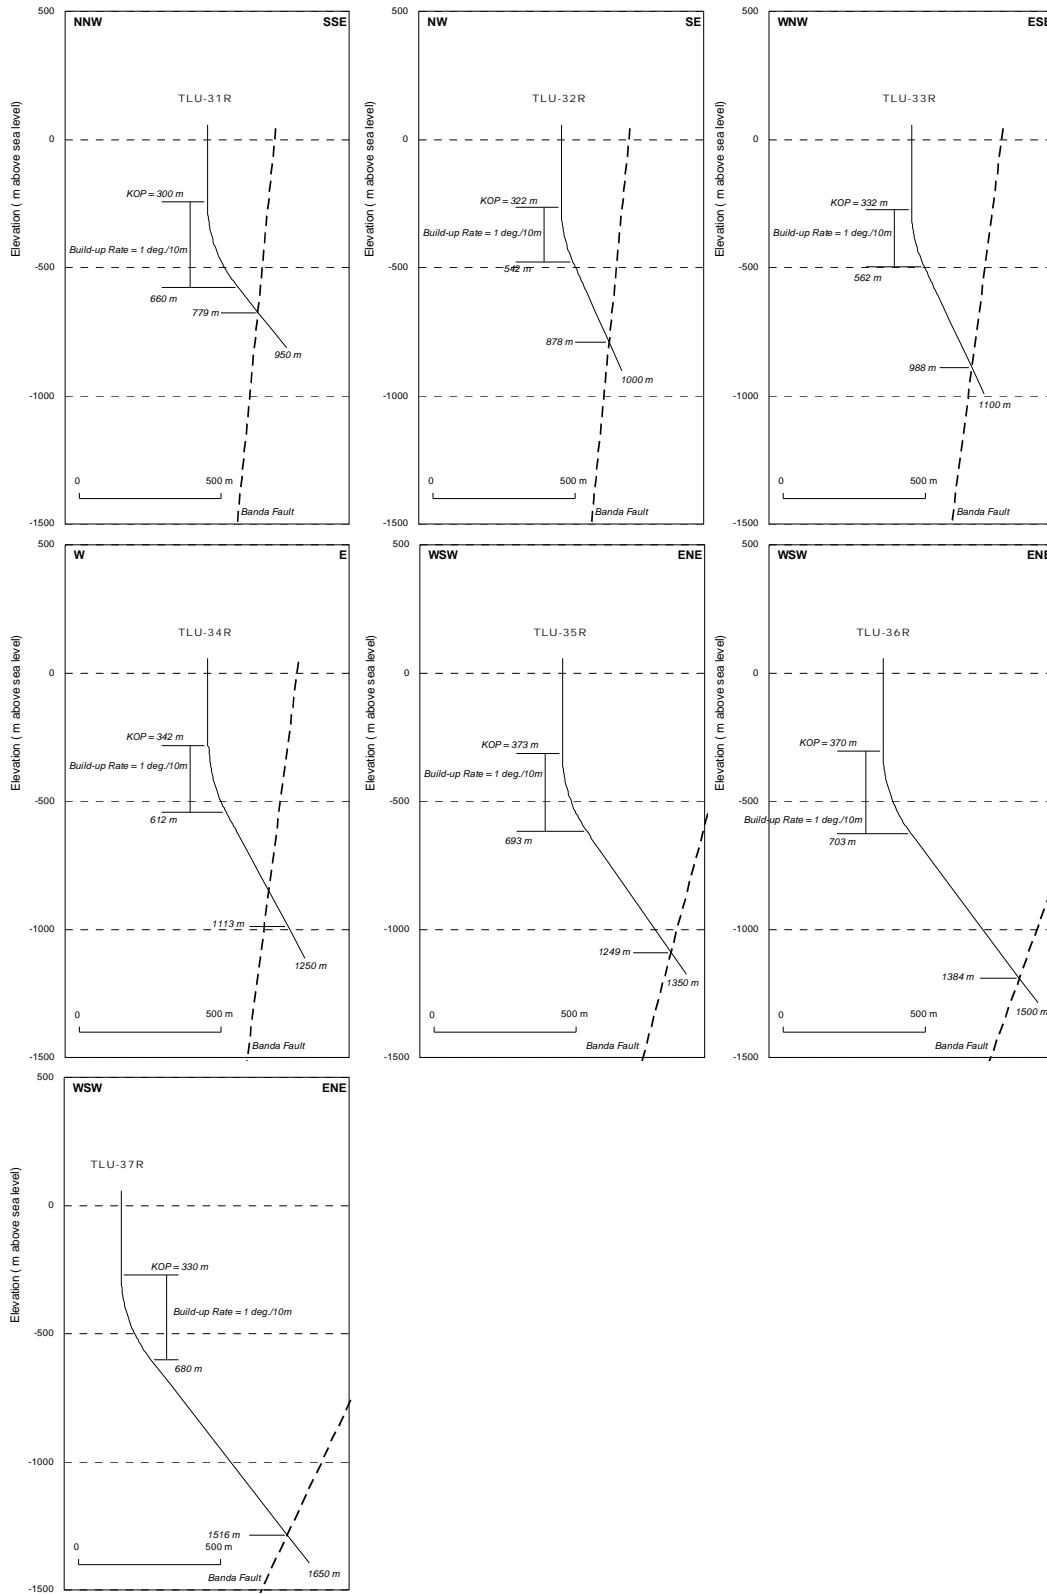 500
NNW SSE
TLU-31R
Elevation ( m above sea level)
0
KOP = 300 m
Build-up Rate = 1 deg./10m
-500
660 m
779 m
950 m
-1000
0 500 m
Banda Fault
-1500
500
NW SE
TLU-32R
Elevation ( m above sea level)
0
KOP = 322 m
Build-up Rate = 1 deg./10m
-500
542 m
878 m
1000 m
-1000
0 500 m
Banda Fault
-1500
500
WNW ESE
TLU-33R
Elevation ( m above sea level)
0
KOP = 332 m
Build-up Rate = 1 deg./10m
-500
562 m
988 m
1100 m
-1000
0 500 m
Banda Fault
-1500
500
W E
TLU-34R
Elevation ( m above sea level)
0
KOP = 342 m
Build-up Rate = 1 deg./10m
-500
612 m
1113 m
-1000
1250 m
0 500 m
Banda Fault
-1500
500
WSW ENE
TLU-35R
Elevation ( m above sea level)
0
KOP = 373 m
Build-up Rate = 1 deg./10m
-500
693 m
-1000
1249 m
1350 m
0 500 m
Banda Fault
-1500
500
WSW ENE
TLU-36R
Elevation ( m above sea level)
0
KOP = 370 m
-500
Build-up Rate = 1 deg./10m
703 m
-1000
1384 m
1500 m
0 500 m
Banda Fault
-1500
500
WSW ENE
TLU-37R
Elevation ( m above sea level)
0
KOP = 330 m
Build-up Rate = 1 deg./10m
-500
680 m
-1000
1516 m
0 500 m
1650 m
Banda Fault
-1500